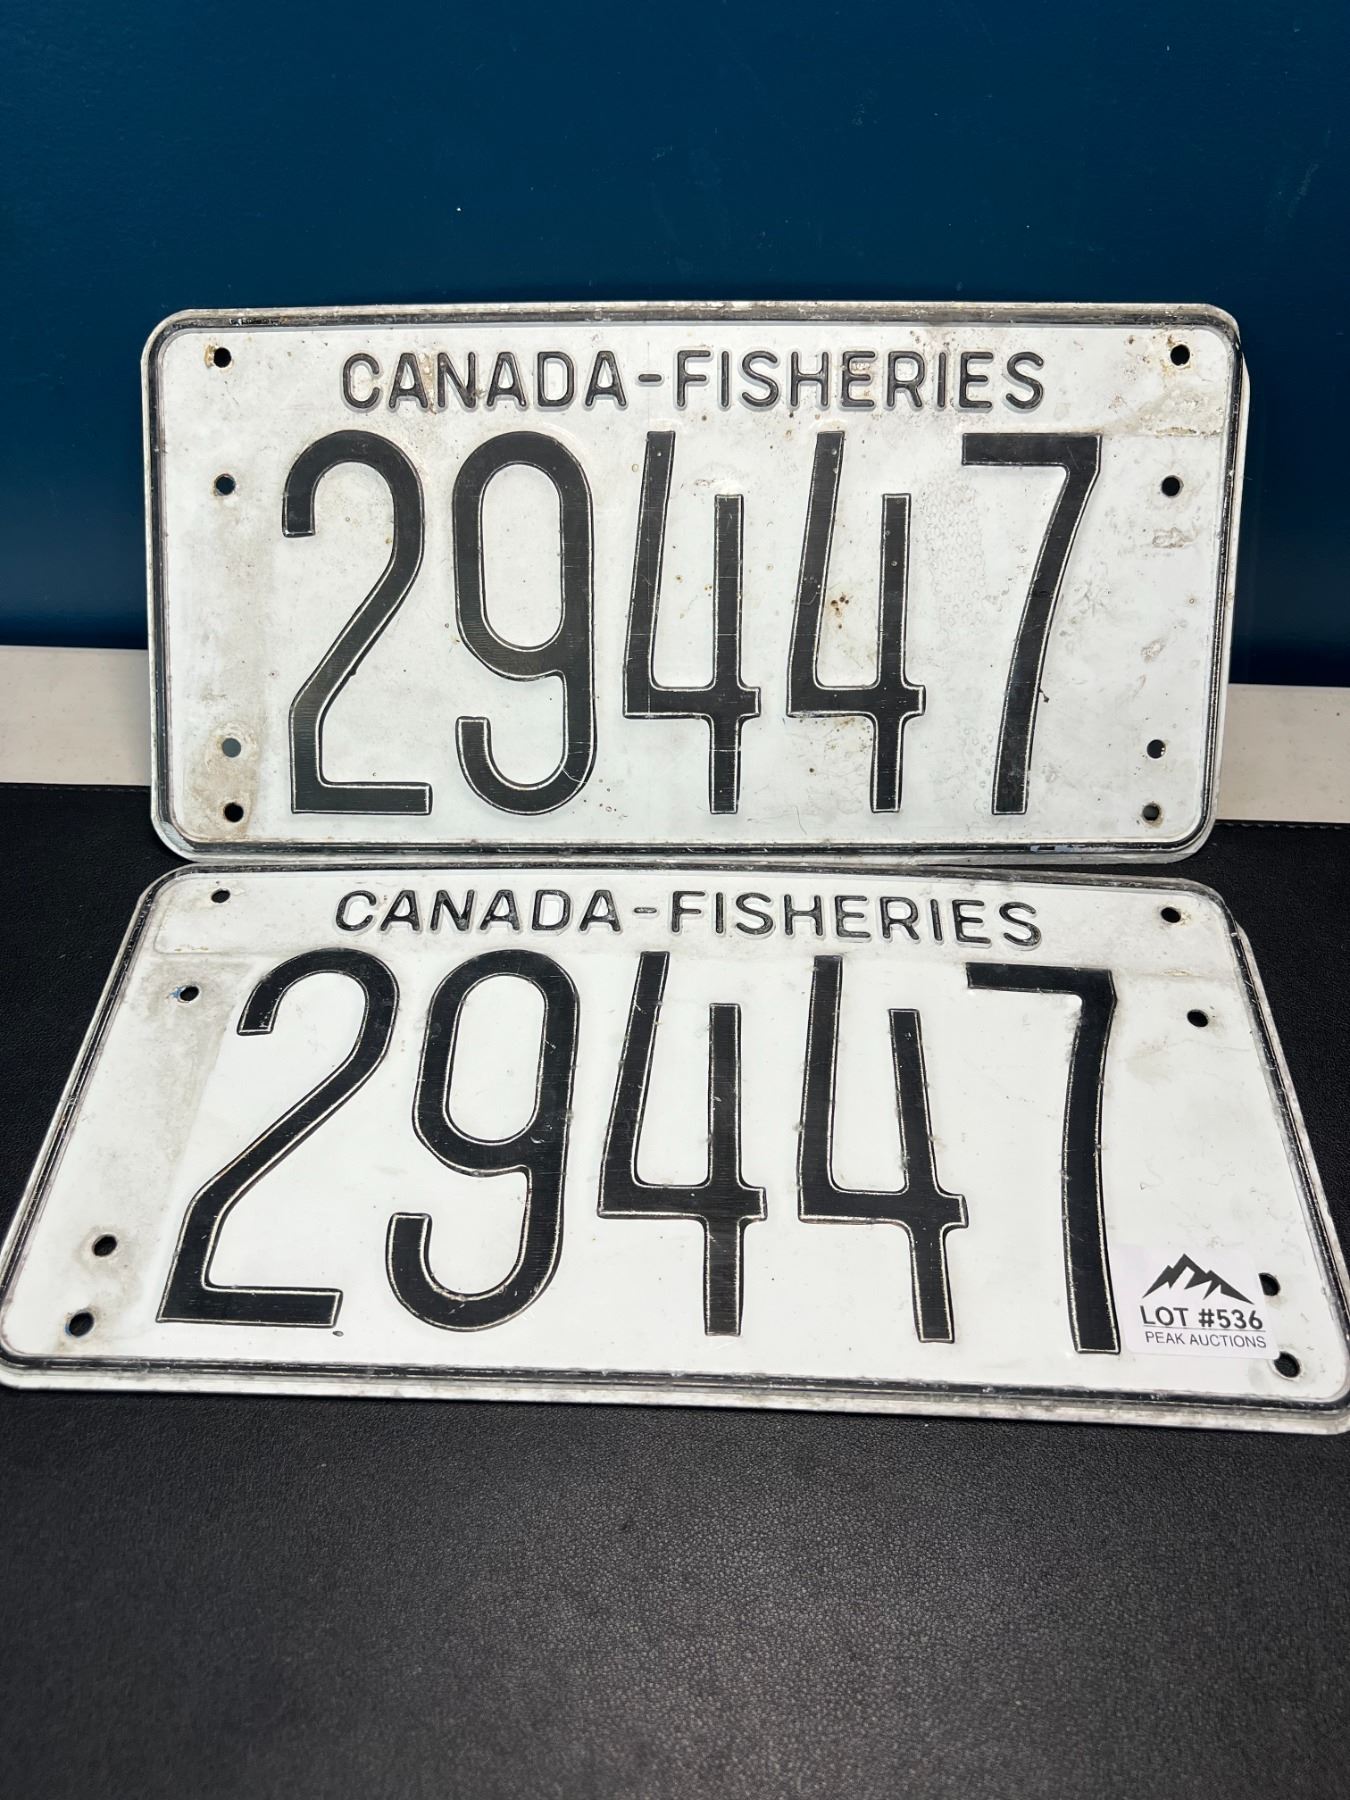 CANADA-FISHERIES
29447
CANADA-FISHERIES
29447
LOT #536
PEAK AUCTIONS